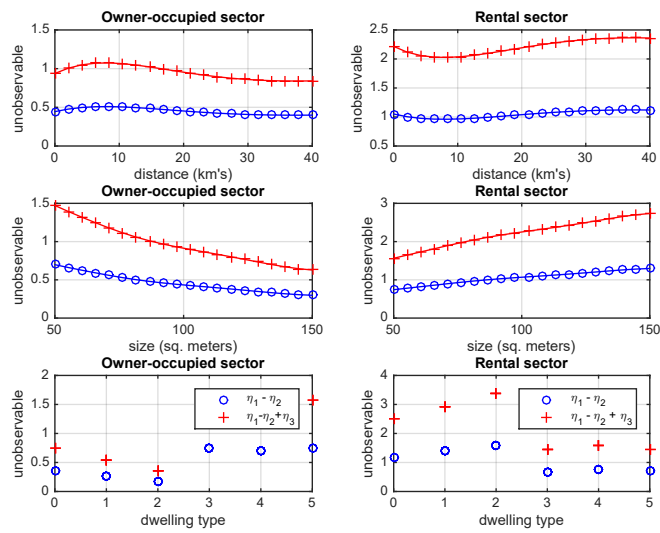 Owner-occupied sector
unobservable
1.5
1
0.5
0
0 10 20 30 40
distance (km's)
Rental sector
unobservable
2.5
2
1.5
1
0.5
0 10 20 30 40
distance (km's)
Owner-occupied sector
unobservable
1.5
1
0.5
0
50 100 150
size (sq. meters)
Rental sector
unobservable
3
2
1
0
50 100 150
size (sq. meters)
Owner-occupied sector
unobservable
2
1.5
1
0.5
0
η1 - η2
η1-η2+η3
0 1 2 3 4 5
dwelling type
Rental sector
unobservable
4
3
2
1
0
η1 - η2
η1 - η2 + η3
0 1 2 3 4 5
dwelling type